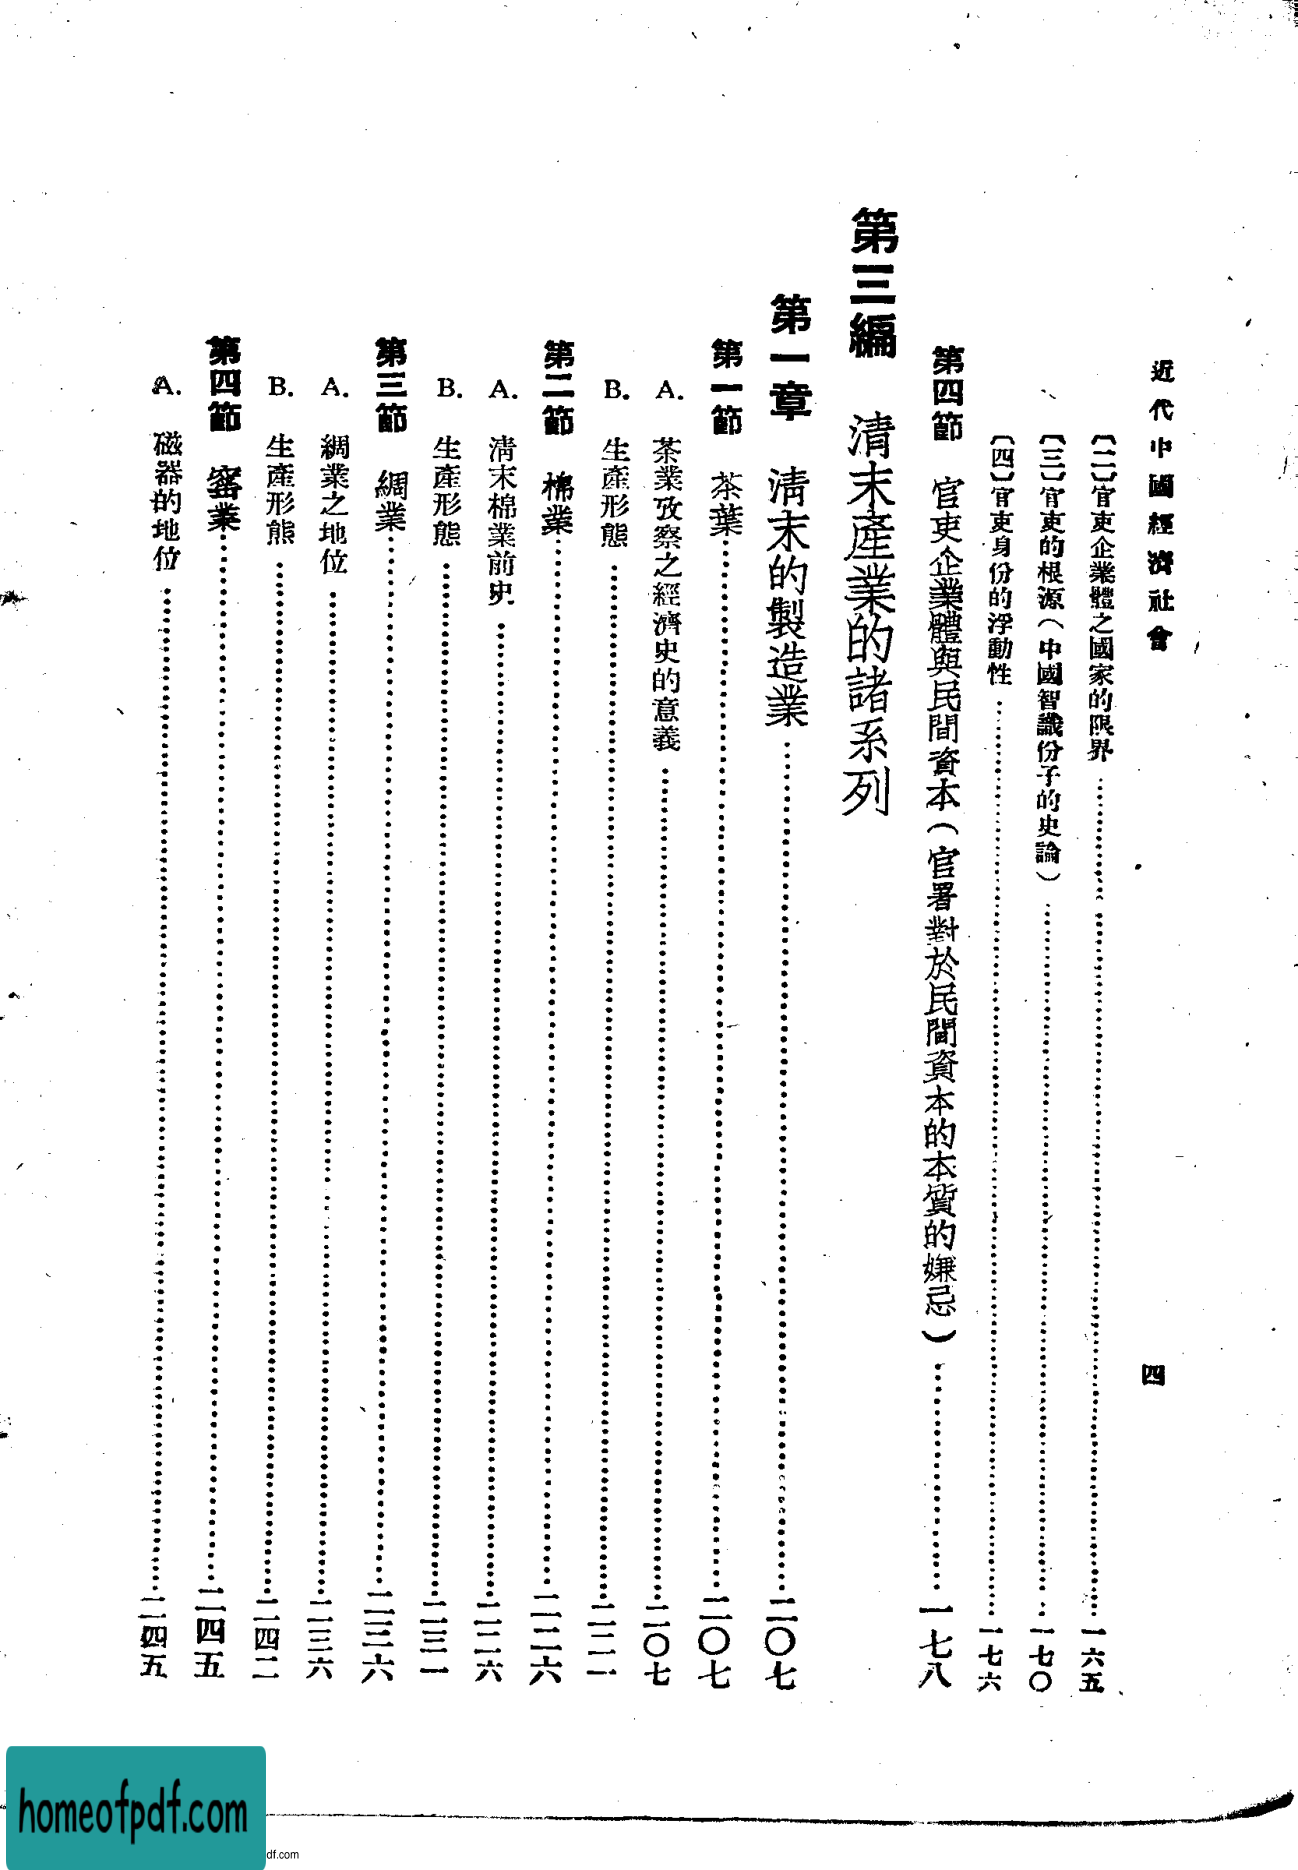 近代中國經濟社會 四
〔二〕官吏企業體之國家的限界 一六五
〔三〕官吏的根源（中國智識份子的史論） 一七〇
〔四〕官吏身份的浮動性 一七六
第四節 官吏企業體與民間資本（官署對於民間資本的本質的嫌忌） 一七八
第三編 清末產業的諸系列
第一章 清末的製造業 二〇七
第一節 茶葉 二〇七
A. 茶業攷察之經濟史的意義 二〇七
B. 生產形態 二二一
第二節 棉業 二二六
A. 清末棉業前史 二二六
B. 生產形態 二三一
第三節 綢業 二三六
A. 綢業之地位 二三六
B. 生產形態 二四二
第四節 窰業 二四五
A. 磁器的地位 二四五
homeofpdf.com
df.com